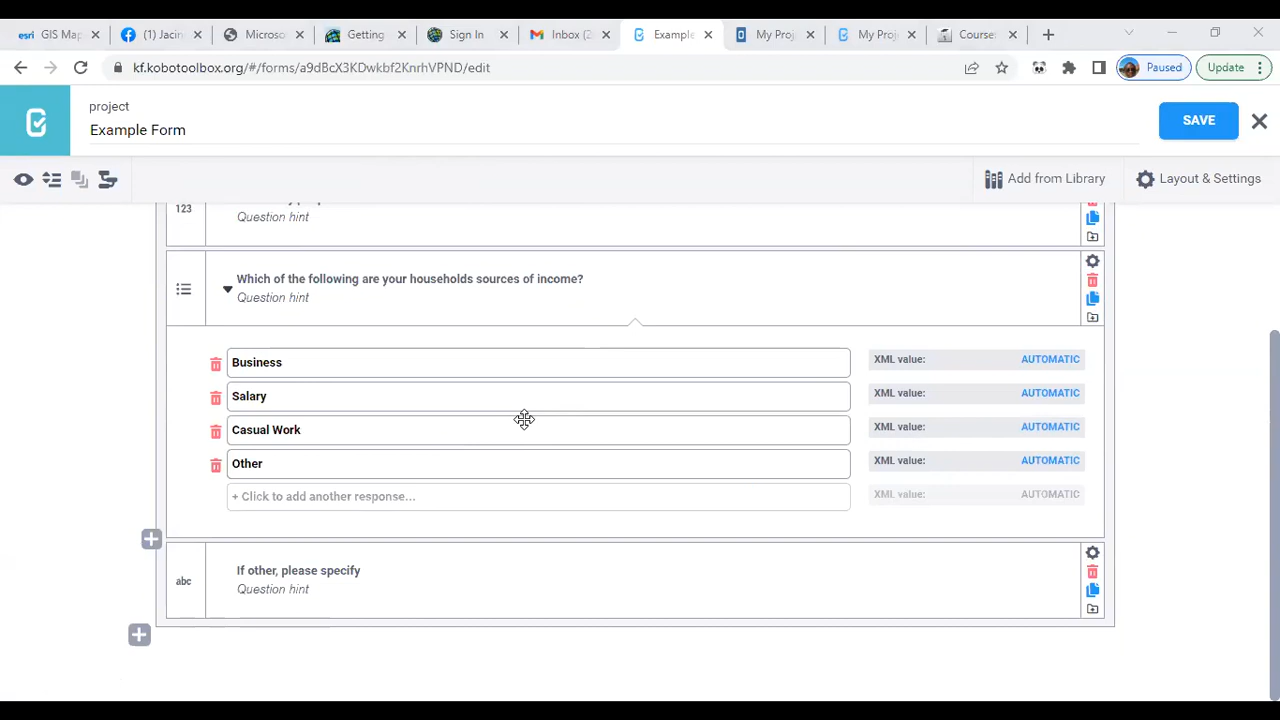 GIS Map
(1) Jacin
Microso
Getting
Sign In
Inbox (2
Example
My Proj
My Proj
Course
kf.kobotoolbox.org/#/forms/a9dBcX3KDwkbf2KnrhVPND/edit
Paused
Update
project
Example Form
SAVE
Add from Library
Layout & Settings
123
Question hint
Which of the following are your households sources of income?
Question hint
Business
XML value: AUTOMATIC
Salary
XML value: AUTOMATIC
Casual Work
XML value: AUTOMATIC
Other
XML value: AUTOMATIC
+ Click to add another response...
XML value: AUTOMATIC
abc
If other, please specify
Question hint